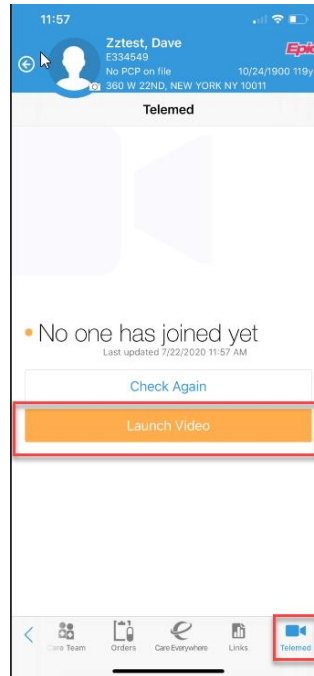 11:57
Zztest, Dave
Epic
E334549
No PCP on file 10/24/1900 119y
360 W 22ND, NEW YORK NY 10011
Telemed
No one has joined yet
Last updated 7/22/2020 11:57 AM
Check Again
Launch Video
Care Team Orders Care Everywhere Links Telemed